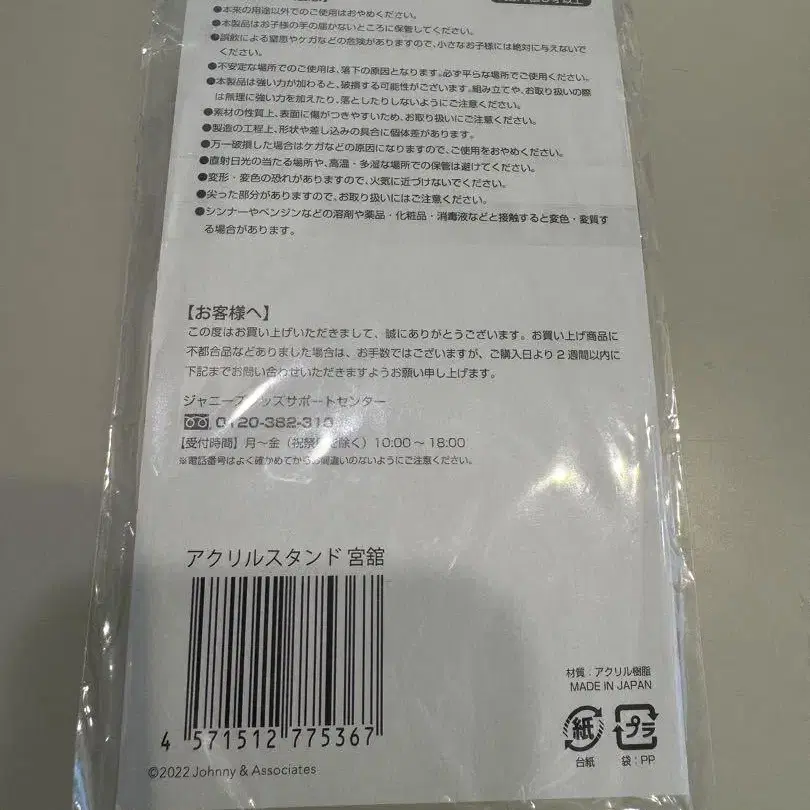 ●本来の用途以外でのご使用はおやめください。
●本製品はお子様の手の届かないところに保管してください。
●誤飲による窒息やケガなどの危険がありますので、小さなお子様には絶対に与えないで
ください。
●不安定な場所でのご使用は、落下の原因となります。必ず平らな場所でご使用ください。
●本製品は強い力が加わると、破損する可能性がございます。組み立てや、お取り扱いの際
は無理に強い力を加えたり、落としたりしないようにご注意ください。
●素材の性質上、表面に傷がつきやすいため、お取り扱いにご注意ください。
●製造の工程上、形状や差し込みの具合に個体差があります。
●万一破損した場合はケガなどの原因になりますので、ご使用をおやめください。
●直射日光の当たる場所や、高温・多湿な場所での保管は避けてください。
●変形・変色の恐れがありますので、火気に近づけないでください。
●尖った部分がありますので、お取り扱いにはご注意ください。
●シンナーやベンジンなどの溶剤や薬品・化粧品・消毒液などと接触すると変色・変質す
る場合があります。
【お客様へ】
この度はお買い上げいただきまして、誠にありがとうございます。お買い上げ商品に
不都合品などありました場合は、お手数ではございますが、ご購入日より2週間以内に
下記までお問い合わせいただきますようお願い申し上げます。
ジャニーズグッズサポートセンター
0120-382-310
【受付時間】月〜金（祝祭日を除く）10:00〜18:00
※電話番号はよく確かめてからお間違いのないようにご注意ください。
アクリルスタンド 宮舘
4 571512 775367
©2022 Johnny & Associates
材質：アクリル樹脂
MADE IN JAPAN
紙 プラ
台紙 袋：PP